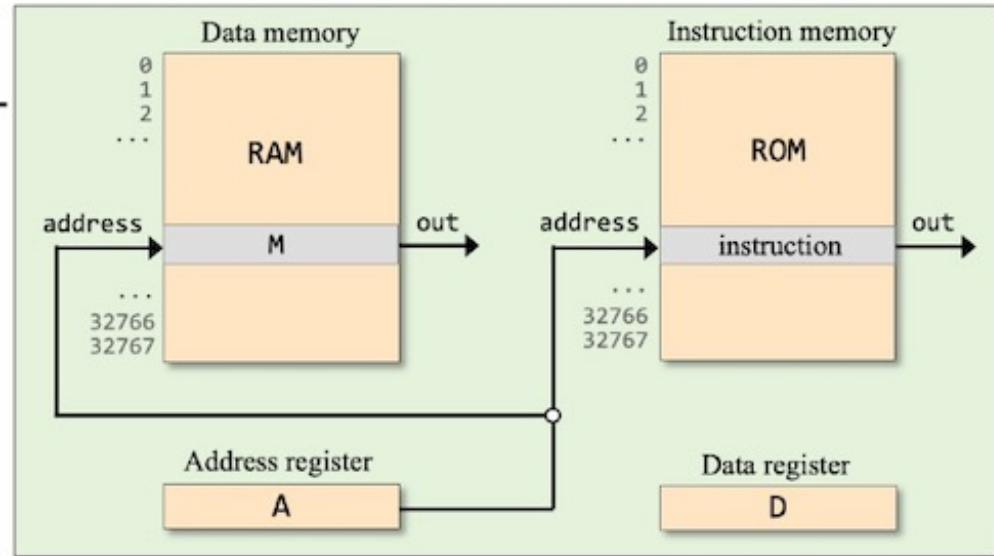 Data memory
0
1
2
...
RAM
address
M
out
...
32766
32767
Instruction memory
0
1
2
...
ROM
address
instruction
out
...
32766
32767
Address register
A
Data register
D